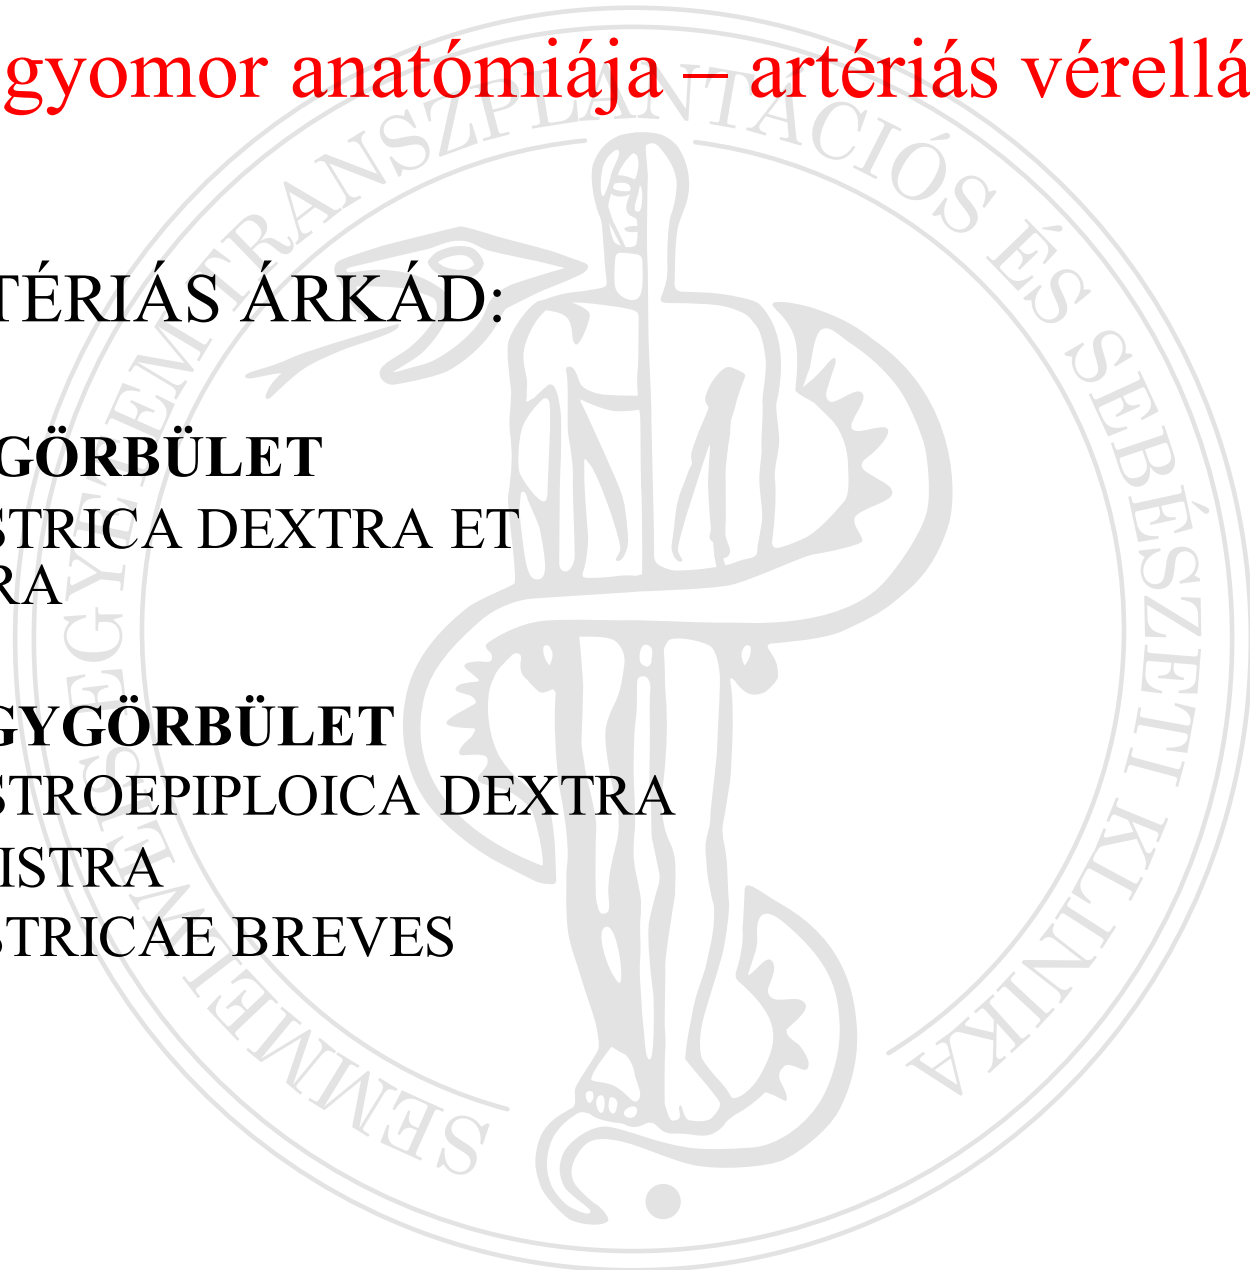 gyomor anatómiája – artériás vérellá
TÉRIÁS ÁRKÁD:
GÖRBÜLET
STRICA DEXTRA ET
RA
GYGÖRBÜLET
STROEPIPLOICA DEXTRA
ISTRA
STRICAE BREVES
SEMMELWEIS EGYETEM TRANSZPLANTÁCIÓS ÉS SEBÉSZETI KLINIKA